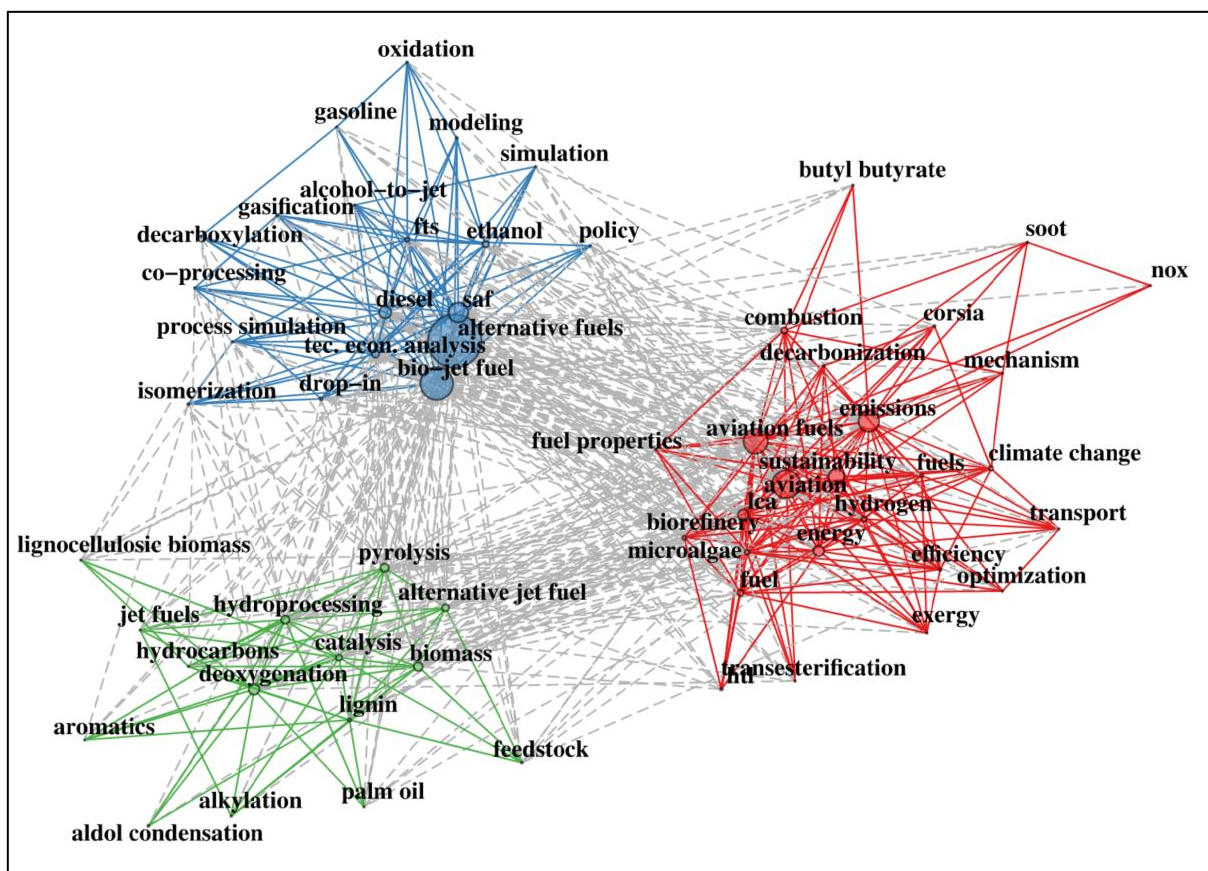 oxidation
gasoline
modeling
simulation
alcohol-to-jet
gasification
fts
ethanol
policy
decarboxylation
co-processing
diesel
saf
process simulation
alternative fuels
tec. econ. analysis
bio-jet fuel
isomerization
drop-in
butyl butyrate
soot
nox
combustion
corsia
decarbonization
mechanism
emissions
aviation fuels
fuel properties
sustainability
fuels
climate change
aviation
lca
hydrogen
transport
biorefinery
energy
microalgae
efficiency
fuel
optimization
exergy
transesterification
htl
lignocellulosic biomass
pyrolysis
alternative jet fuel
hydroprocessing
jet fuels
catalysis
hydrocarbons
biomass
deoxygenation
lignin
aromatics
feedstock
palm oil
alkylation
aldol condensation